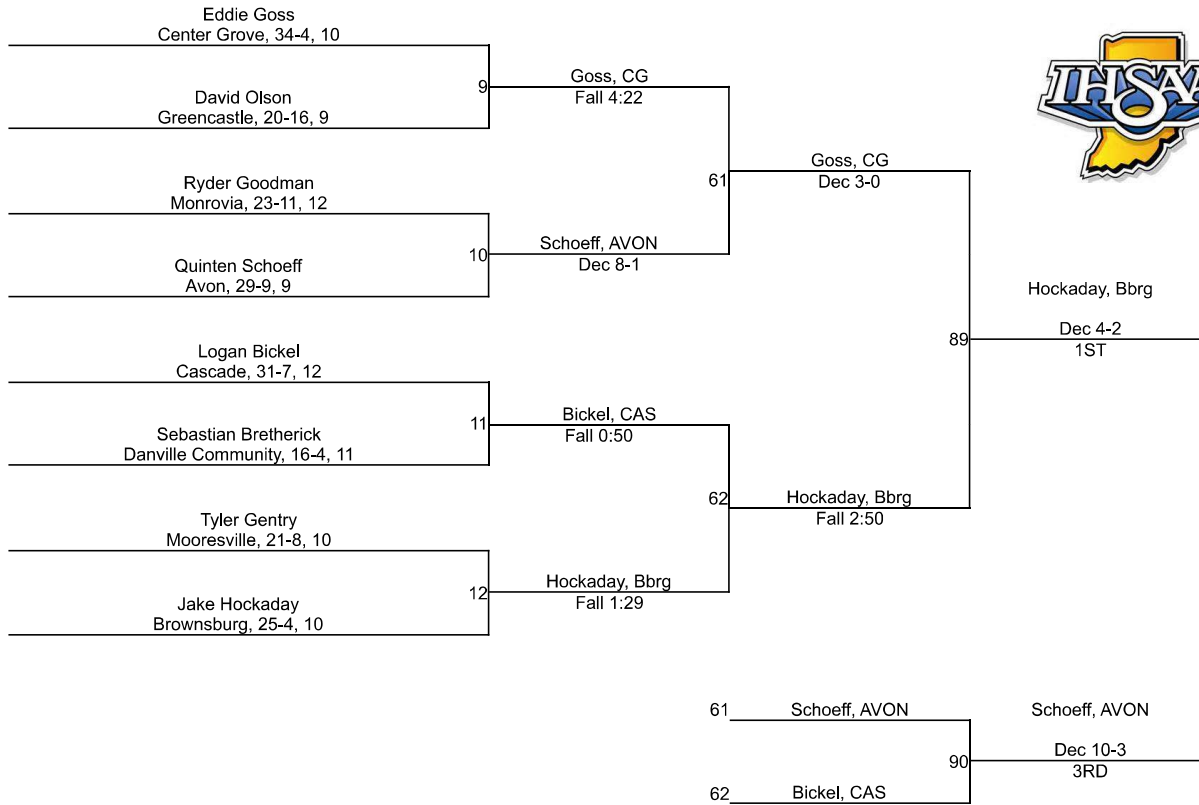 Eddie Goss
Center Grove, 34-4, 10
David Olson
Greencastle, 20-16, 9
9
Goss, CG
Fall 4:22
Ryder Goodman
Monrovia, 23-11, 12
Quinten Schoeff
Avon, 29-9, 9
10
Schoeff, AVON
Dec 8-1
61
Goss, CG
Dec 3-0
Logan Bickel
Cascade, 31-7, 12
Sebastian Bretherick
Danville Community, 16-4, 11
11
Bickel, CAS
Fall 0:50
Tyler Gentry
Mooresville, 21-8, 10
Jake Hockaday
Brownsburg, 25-4, 10
12
Hockaday, Bbrg
Fall 1:29
62
Hockaday, Bbrg
Fall 2:50
89
Hockaday, Bbrg
Dec 4-2
1ST
IHSAA
61
Schoeff, AVON
62
Bickel, CAS
90
Schoeff, AVON
Dec 10-3
3RD